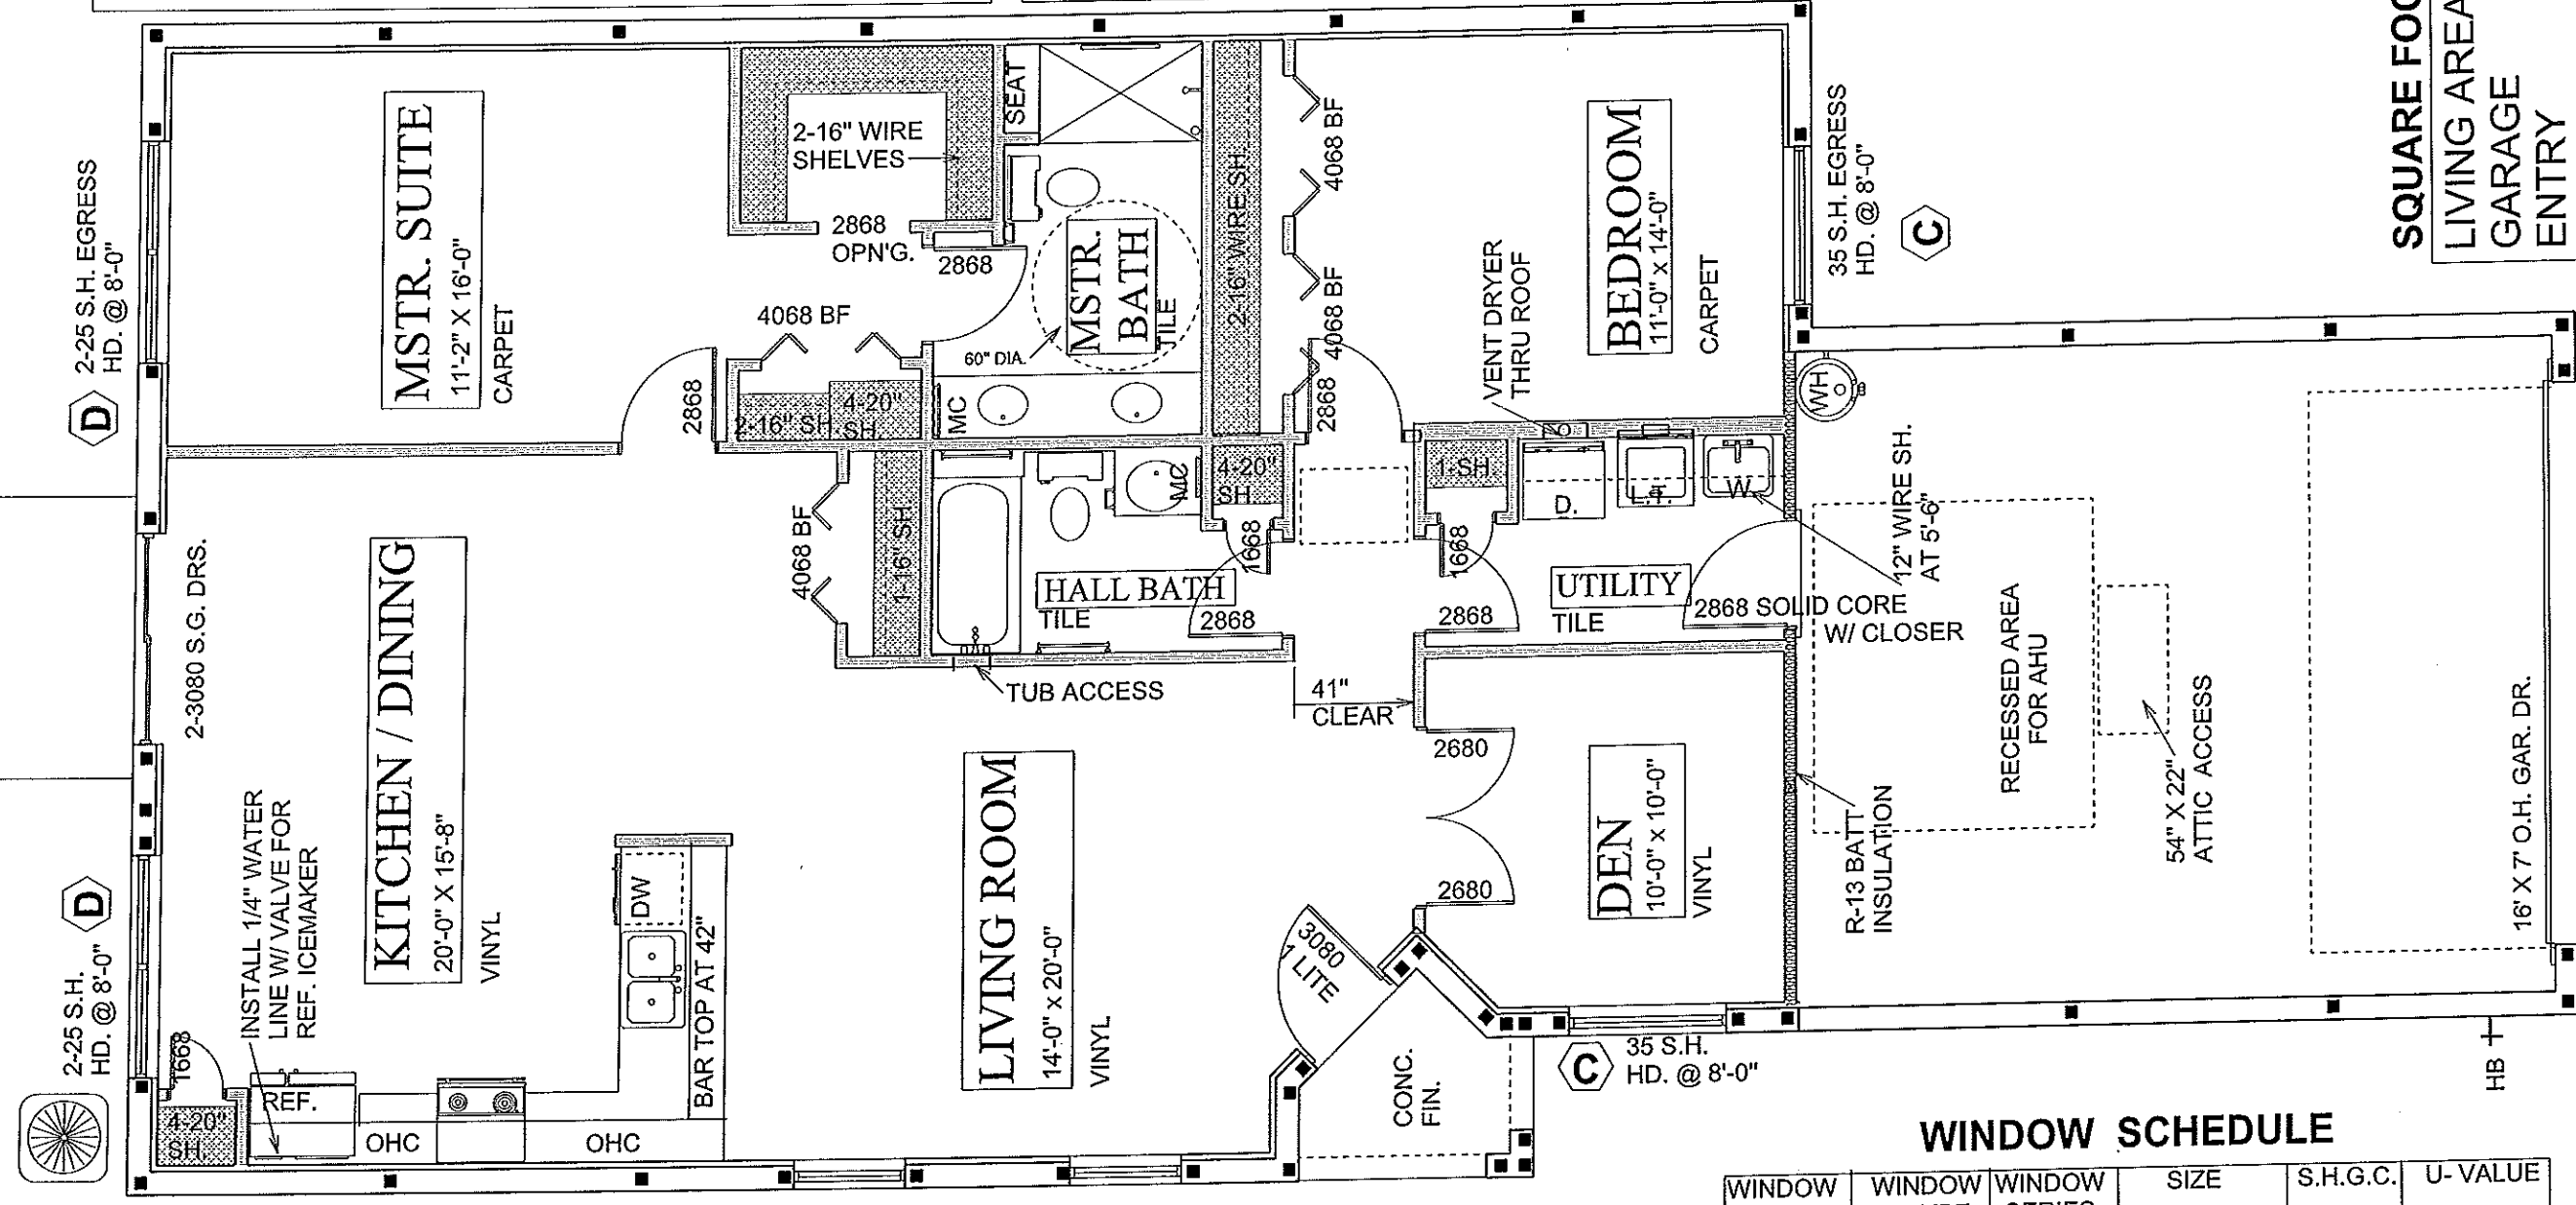 D
2-25 S.H. EGRESS
HD. @ 8'-0"
MSTR. SUITE
11'-2" X 16'-0"
CARPET
2868
2-16" WIRE
SHELVES
2868
OPN'G.
2868
4068 BF
2-16" SH.
4-20"
SH.
SEAT
60" DIA.
MSTR.
BATH
TILE
MC
2-16" WIRE SH.
4068 BF
4068 BF
2868
BEDROOM
11'-0" x 14'-0"
CARPET
35 S.H. EGRESS
HD. @ 8'-0"
C
SQUARE FOO
LIVING AREA
GARAGE
ENTRY
VENT DRYER
THRU ROOF
WH
2-3080 S.G. DRS.
KITCHEN / DINING
20'-0" X 15'-8"
VINYL
4068 BF
1-16" SH.
HALL BATH
TILE
MC
4-20"
SH.
1668
2868
1-SH
1668
2868
D.
L.T.
W.
UTILITY
TILE
12" WIRE SH.
AT 5'-6"
2868 SOLID CORE
W/ CLOSER
TUB ACCESS
41"
CLEAR
RECESSED AREA
FOR AHU
54" X 22"
ATTIC ACCESS
16' X 7' O.H. GAR. DR.
R-13 BATT
INSULATION
D
2-25 S.H.
HD. @ 8'-0"
INSTALL 1/4" WATER
LINE W/ VALVE FOR
REF. ICEMAKER
1668
4-20"
SH.
REF.
OHC
OHC
DW
BAR TOP AT 42"
LIVING ROOM
14'-0" x 20'-0"
VINYL
2680
2680
DEN
10'-0" x 10'-0"
VINYL
3080
1 LITE
CONC.
FIN.
C
35 S.H.
HD. @ 8'-0"
HB
WINDOW SCHEDULE
WINDOW WINDOW WINDOW SIZE S.H.G.C. U- VALUE